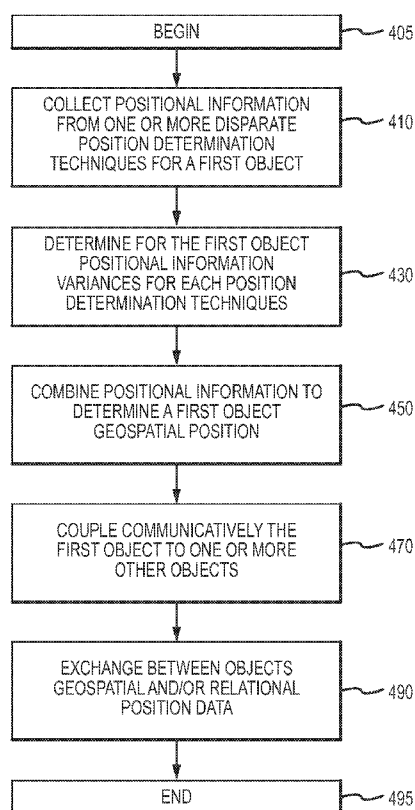 BEGIN
405
COLLECT POSITIONAL INFORMATION
FROM ONE OR MORE DISPARATE
POSITION DETERMINATION
TECHNIQUES FOR A FIRST OBJECT
410
DETERMINE FOR THE FIRST OBJECT
POSITIONAL INFORMATION
VARIANCES FOR EACH POSITION
DETERMINATION TECHNIQUES
430
COMBINE POSITIONAL INFORMATION TO
DETERMINE A FIRST OBJECT
GEOSPATIAL POSITION
450
COUPLE COMMUNICATIVELY THE
FIRST OBJECT TO ONE OR MORE
OTHER OBJECTS
470
EXCHANGE BETWEEN OBJECTS
GEOSPATIAL AND/OR RELATIONAL
POSITION DATA
490
END
495